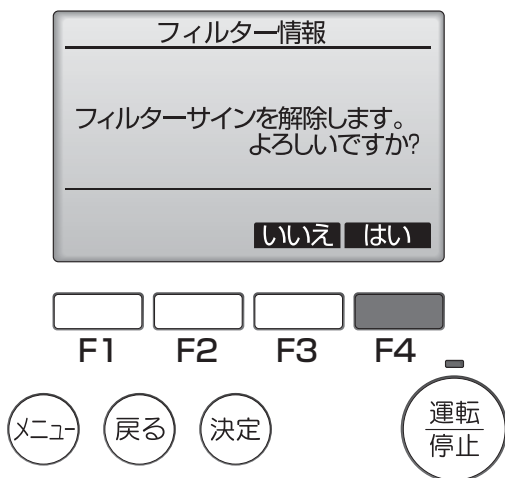 フィルター情報
フィルターサインを解除します。
よろしいですか?
いいえ はい
F1 F2 F3 F4
メニュー 戻る 決定 運転
停止